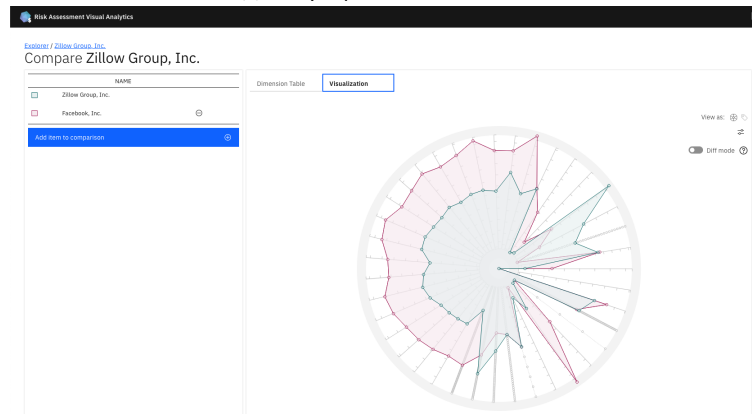 Risk Assessment Visual Analytics
Explorer / Zillow Group, Inc.
Compare Zillow Group, Inc.
NAME
Zillow Group, Inc.
Facebook, Inc.
Add item to comparison
Dimension Table
Visualization
View as:
Diff mode